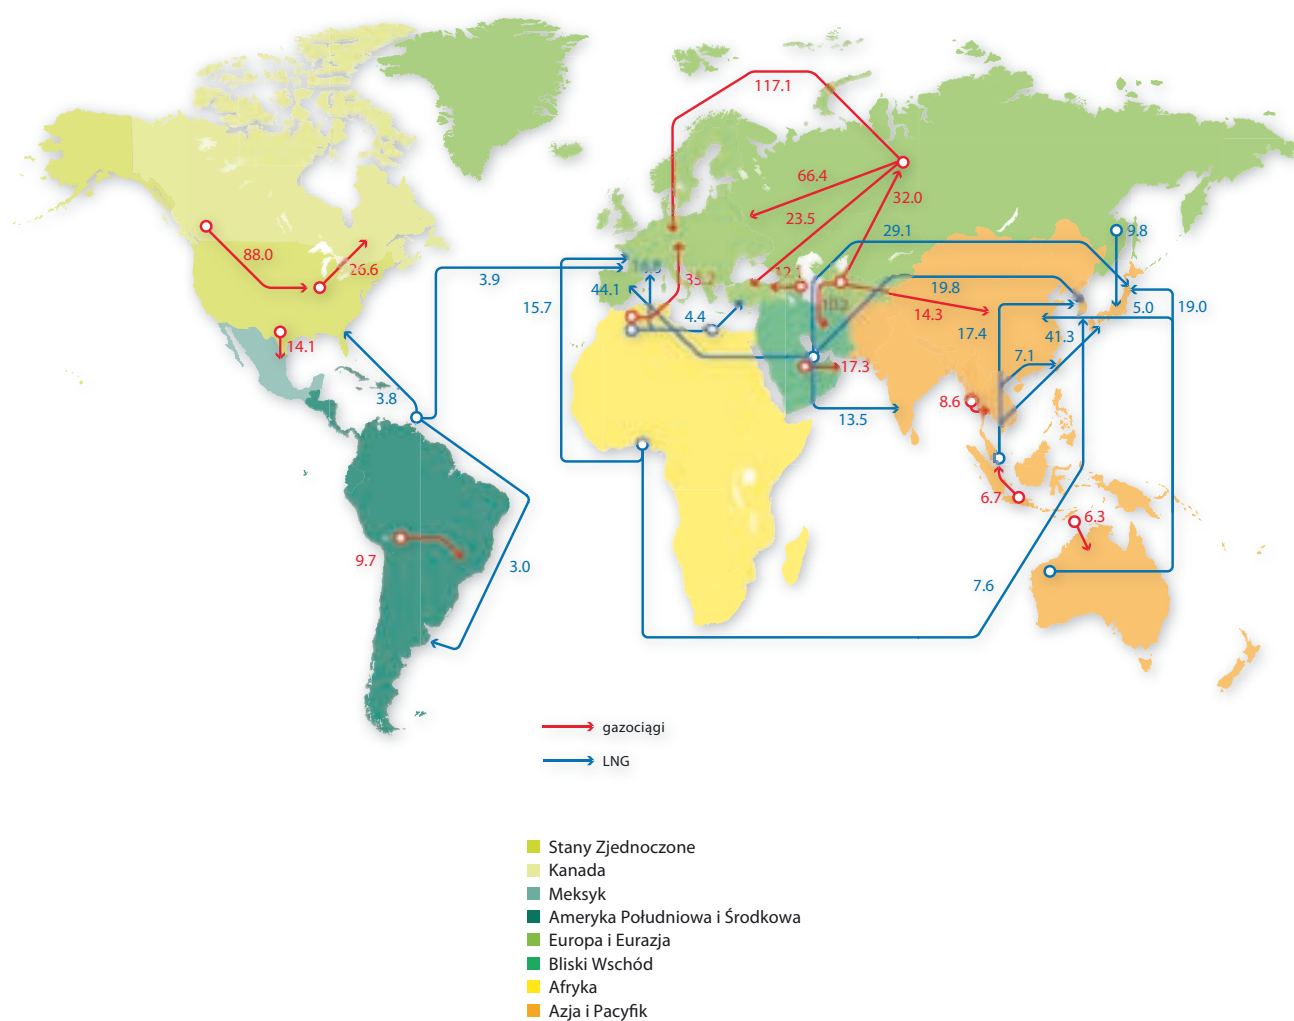 117.1
66.4
32.0
23.5
29.1
9.8
88.0
26.6
3.9
44.1
15.7
4.4
19.8
14.3
17.4
5.0
19.0
41.3
14.1
7.1
17.3
3.8
13.5
8.6
6.7
6.3
9.7
3.0
7.6
gazociągi
LNG
Stany Zjednoczone
Kanada
Meksyk
Ameryka Południowa i Środkowa
Europa i Eurazja
Bliski Wschód
Afryka
Azja i Pacyfik